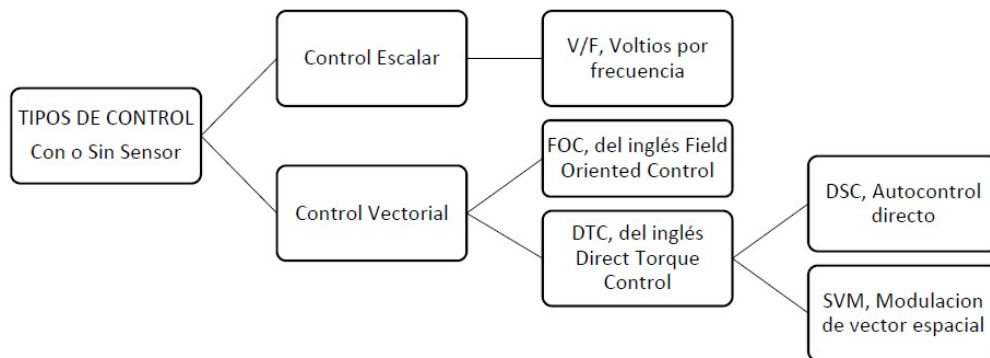 TIPOS DE CONTROL
Con o Sin Sensor
Control Escalar
V/F, Voltios por
frecuencia
Control Vectorial
FOC, del inglés Field
Oriented Control
DTC, del inglés
Direct Torque
Control
DSC, Autocontrol
directo
SVM, Modulacion
de vector espacial